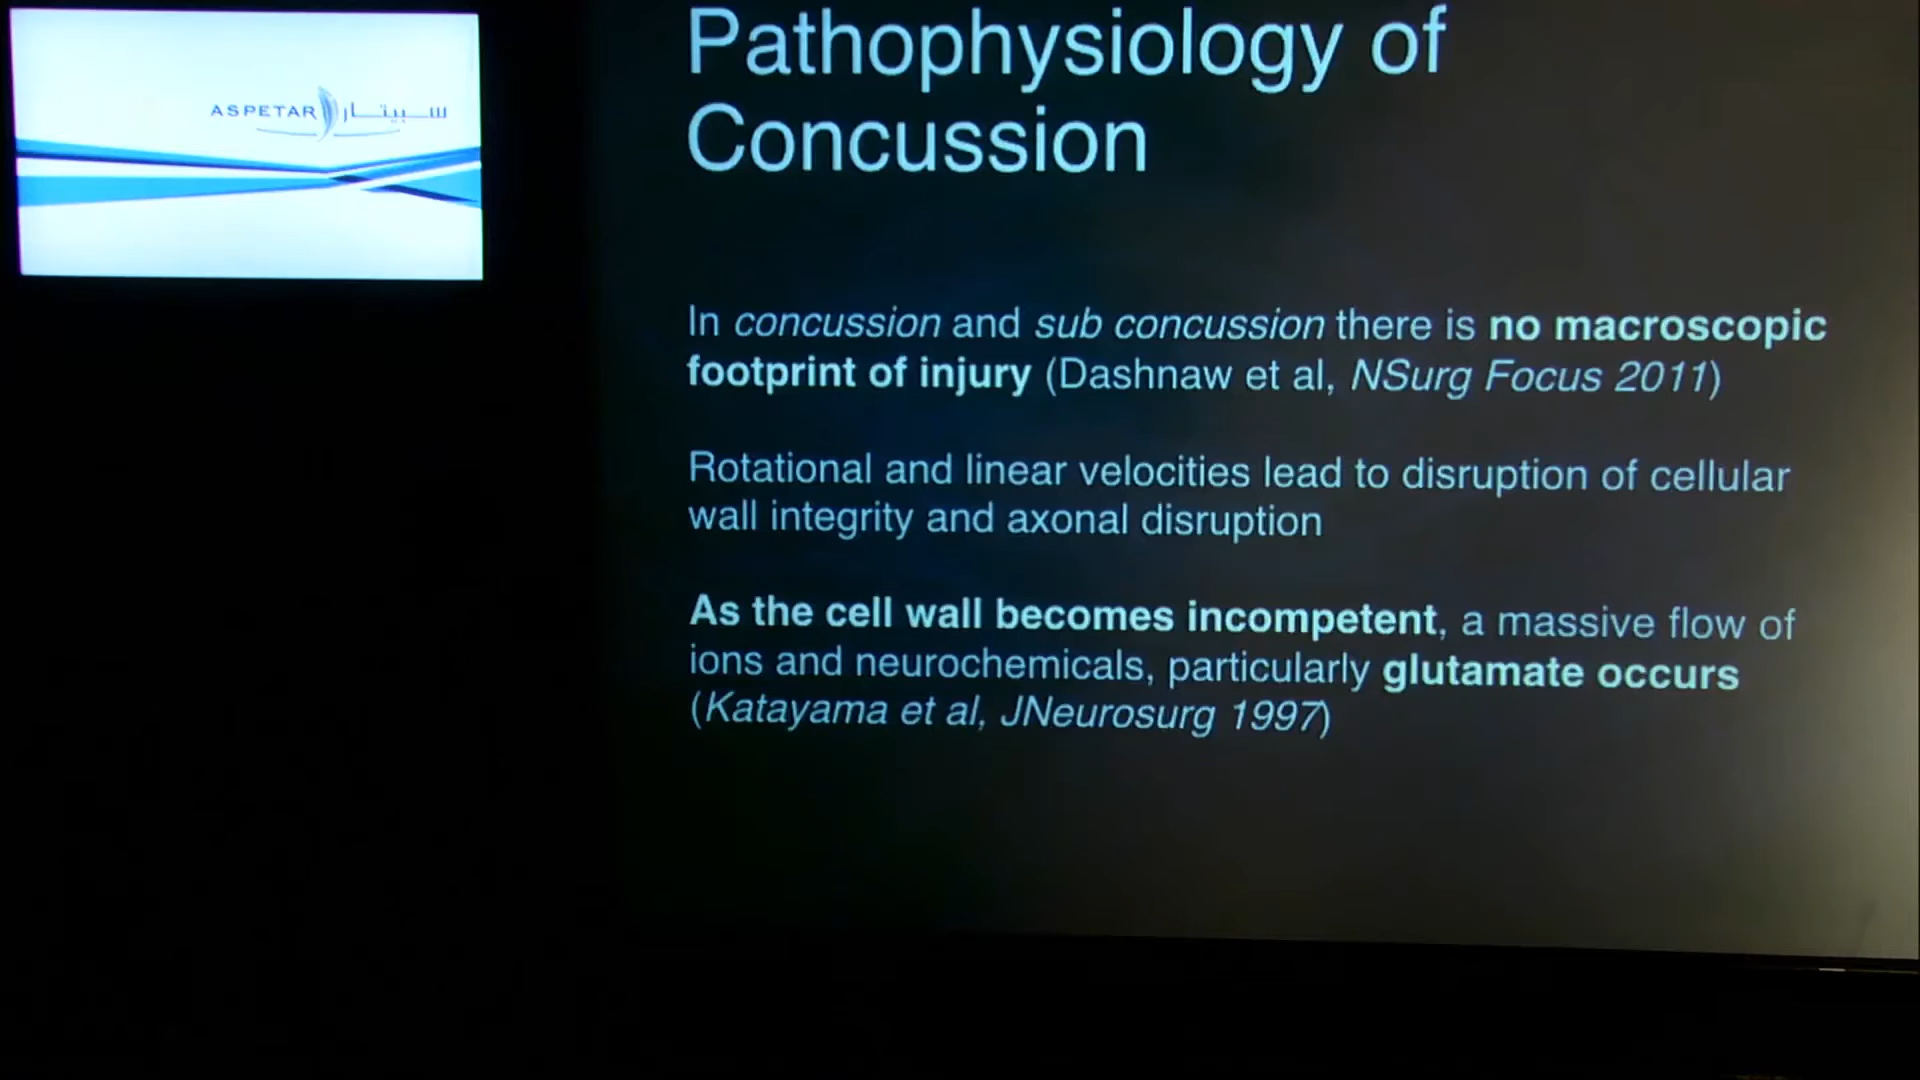 ASPETAR سبيتار
Pathophysiology of
Concussion
In concussion and sub concussion there is no macroscopic
footprint of injury (Dashnaw et al, NSurg Focus 2011)
Rotational and linear velocities lead to disruption of cellular
wall integrity and axonal disruption
As the cell wall becomes incompetent, a massive flow of
ions and neurochemicals, particularly glutamate occurs
(Katayama et al, JNeurosurg 1997)